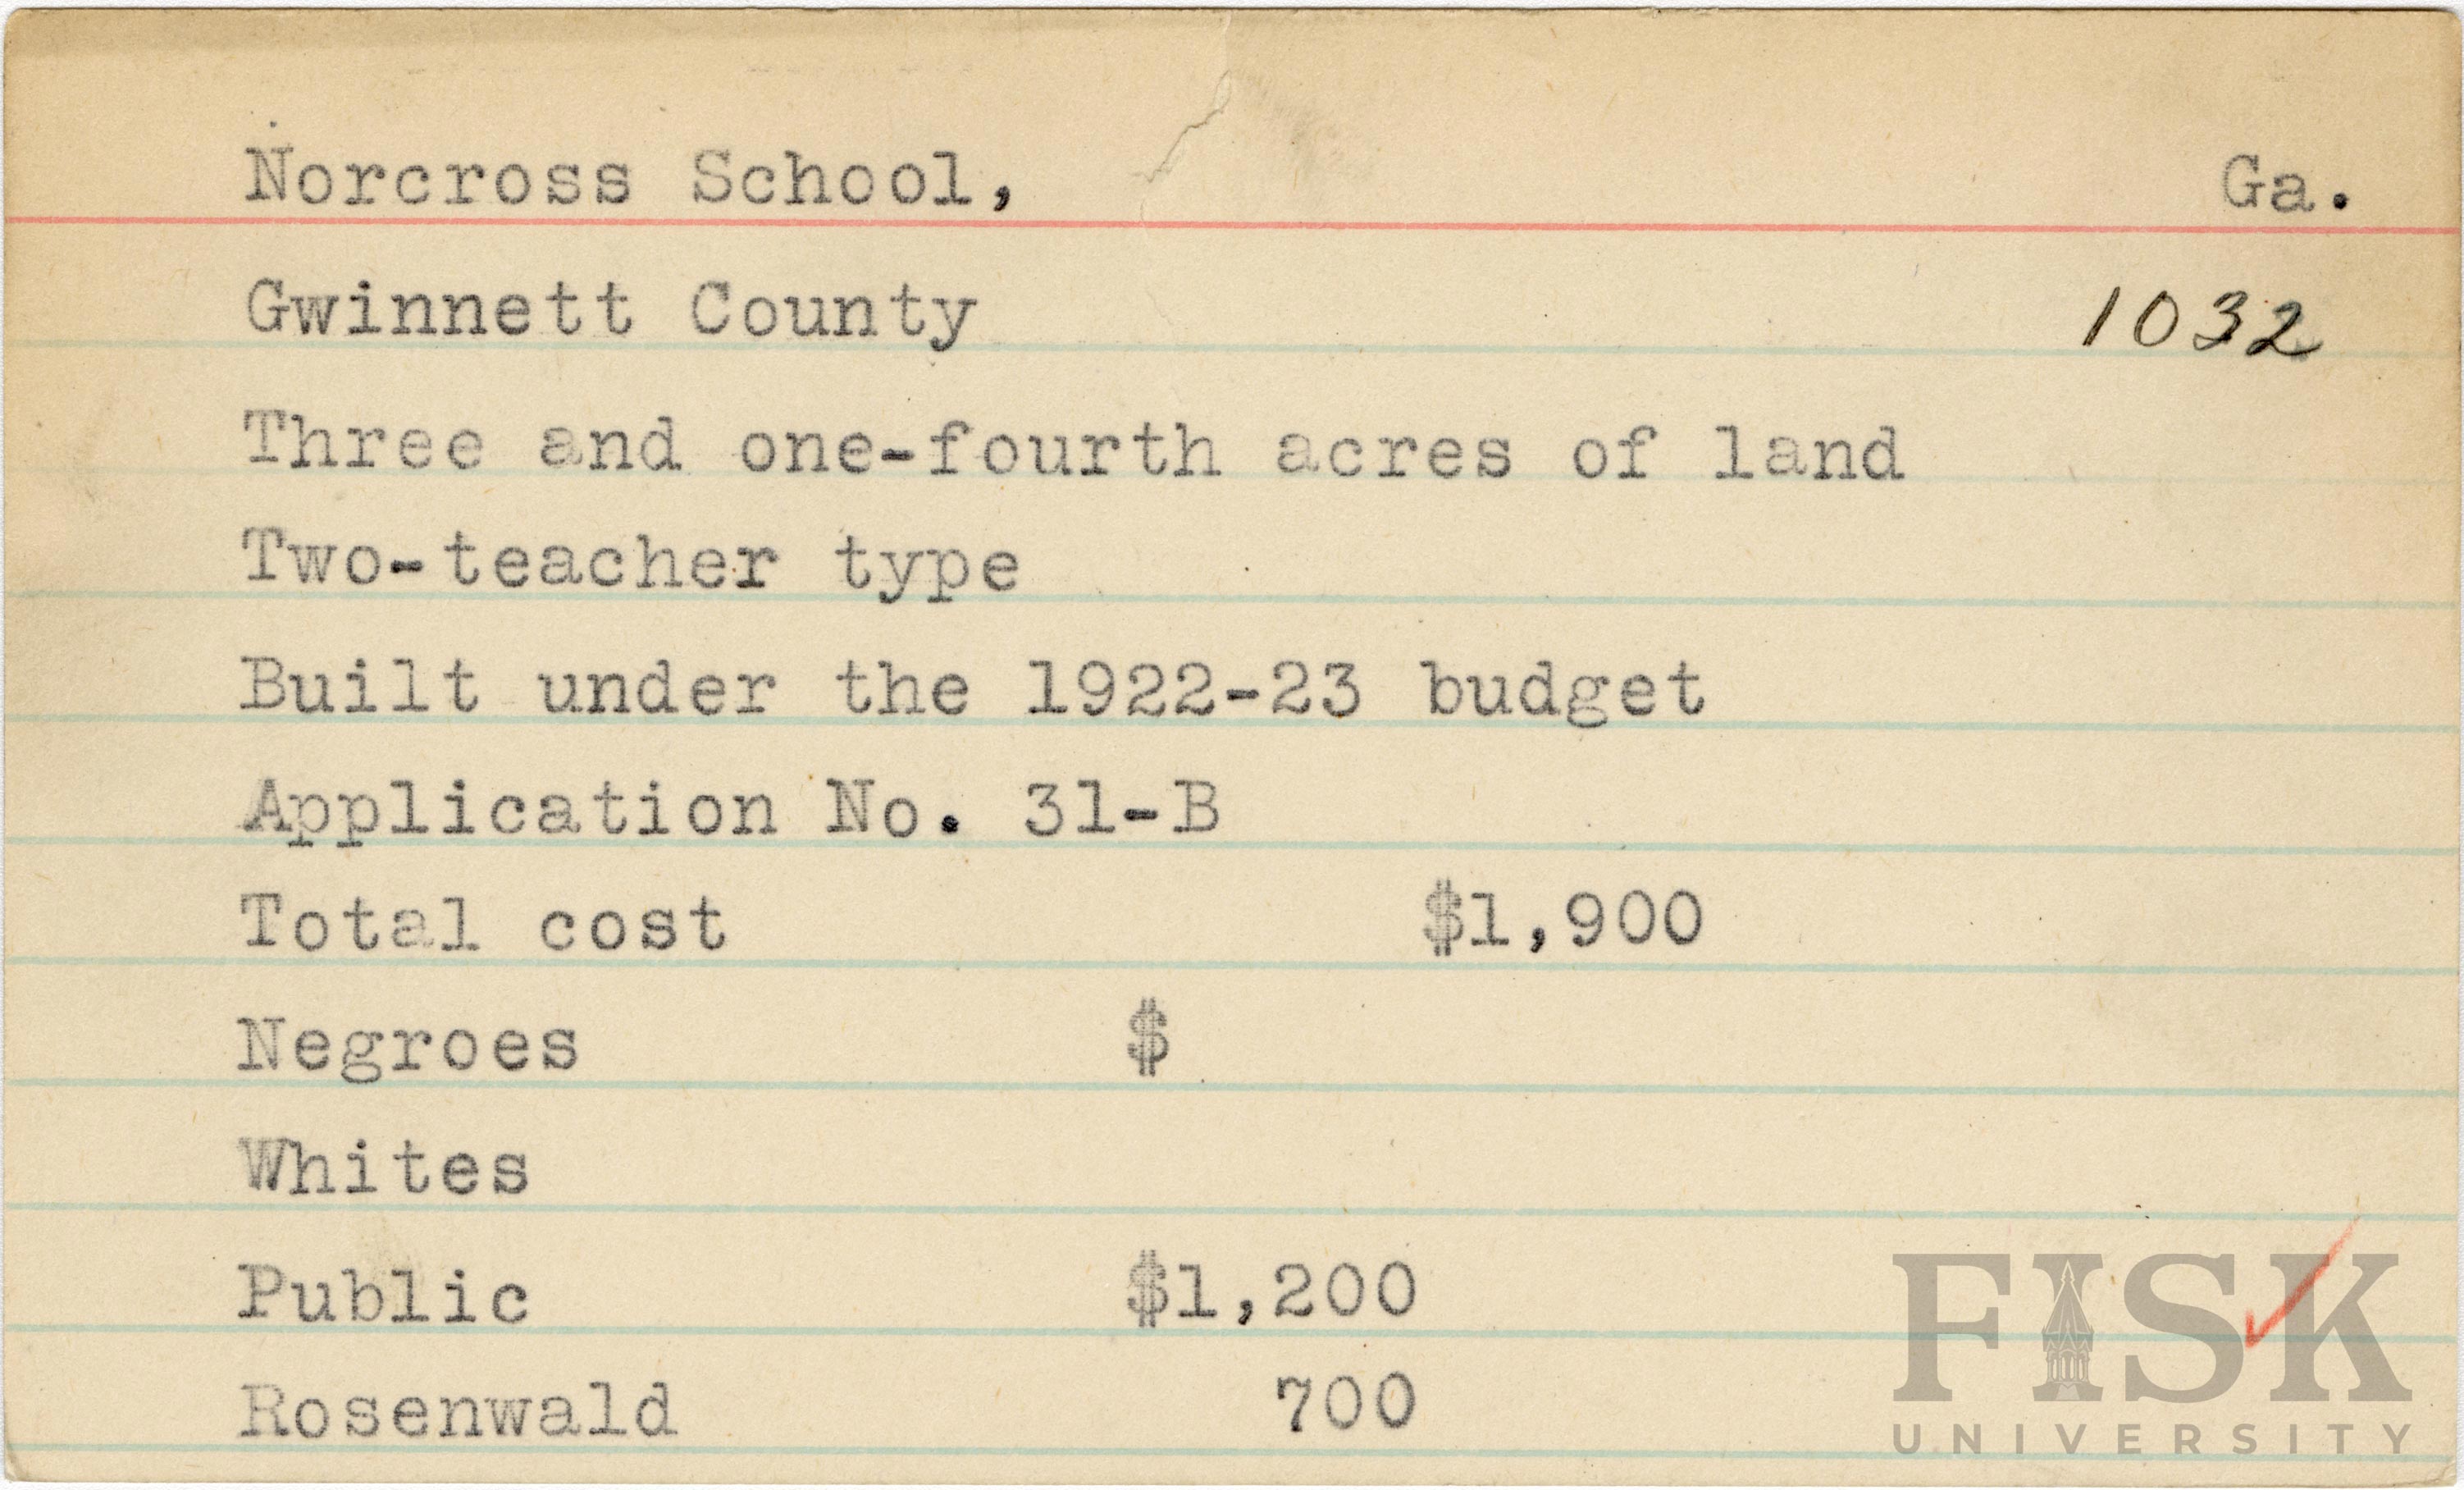 Norcross School, Ga.
Gwinnett County 1032
Three and one-fourth acres of land
Two-teacher type
Built under the 1922-23 budget
Application No. 31-B
Total cost $1,900
Negroes $
Whites
Public $1,200
Rosenwald 700
FISK
UNIVERSITY